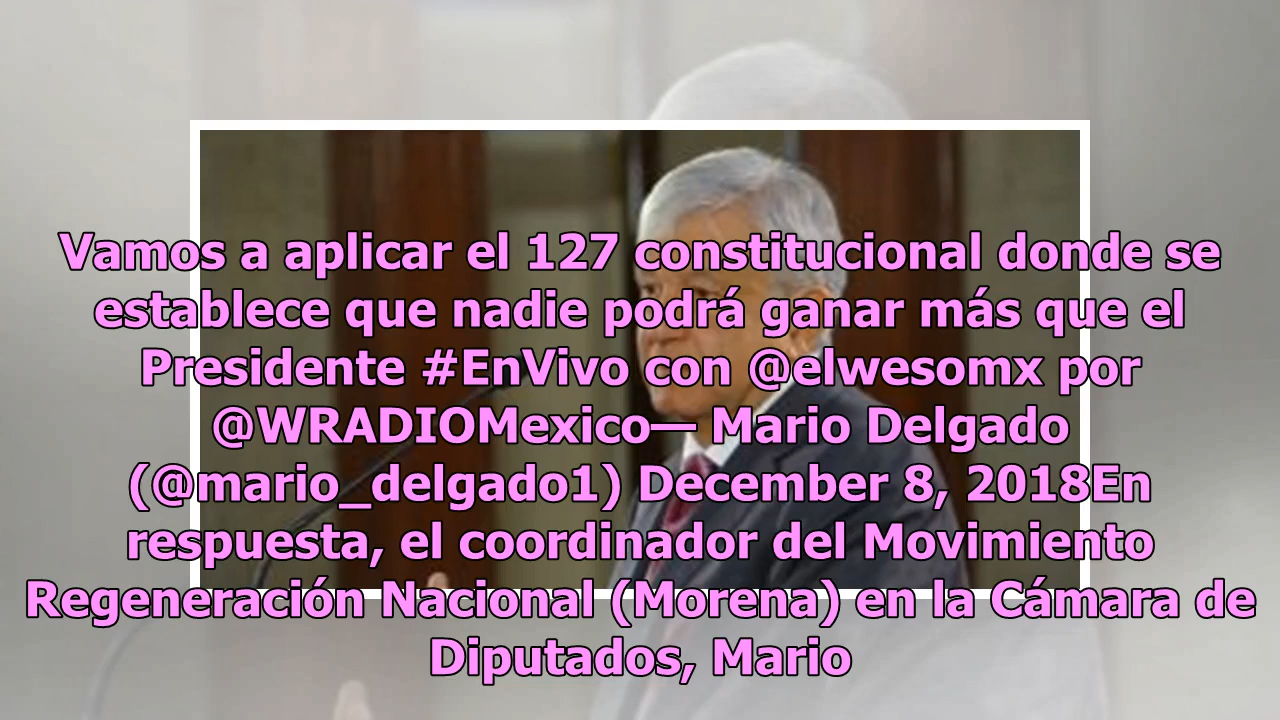 Vamos a aplicar el 127 constitucional donde se
establece que nadie podrá ganar más que el
Presidente #EnVivo con @elwesomx por
@WRADIOMexico— Mario Delgado
(@mario_delgado1) December 8, 2018En
respuesta, el coordinador del Movimiento
Regeneración Nacional (Morena) en la Cámara de
Diputados, Mario